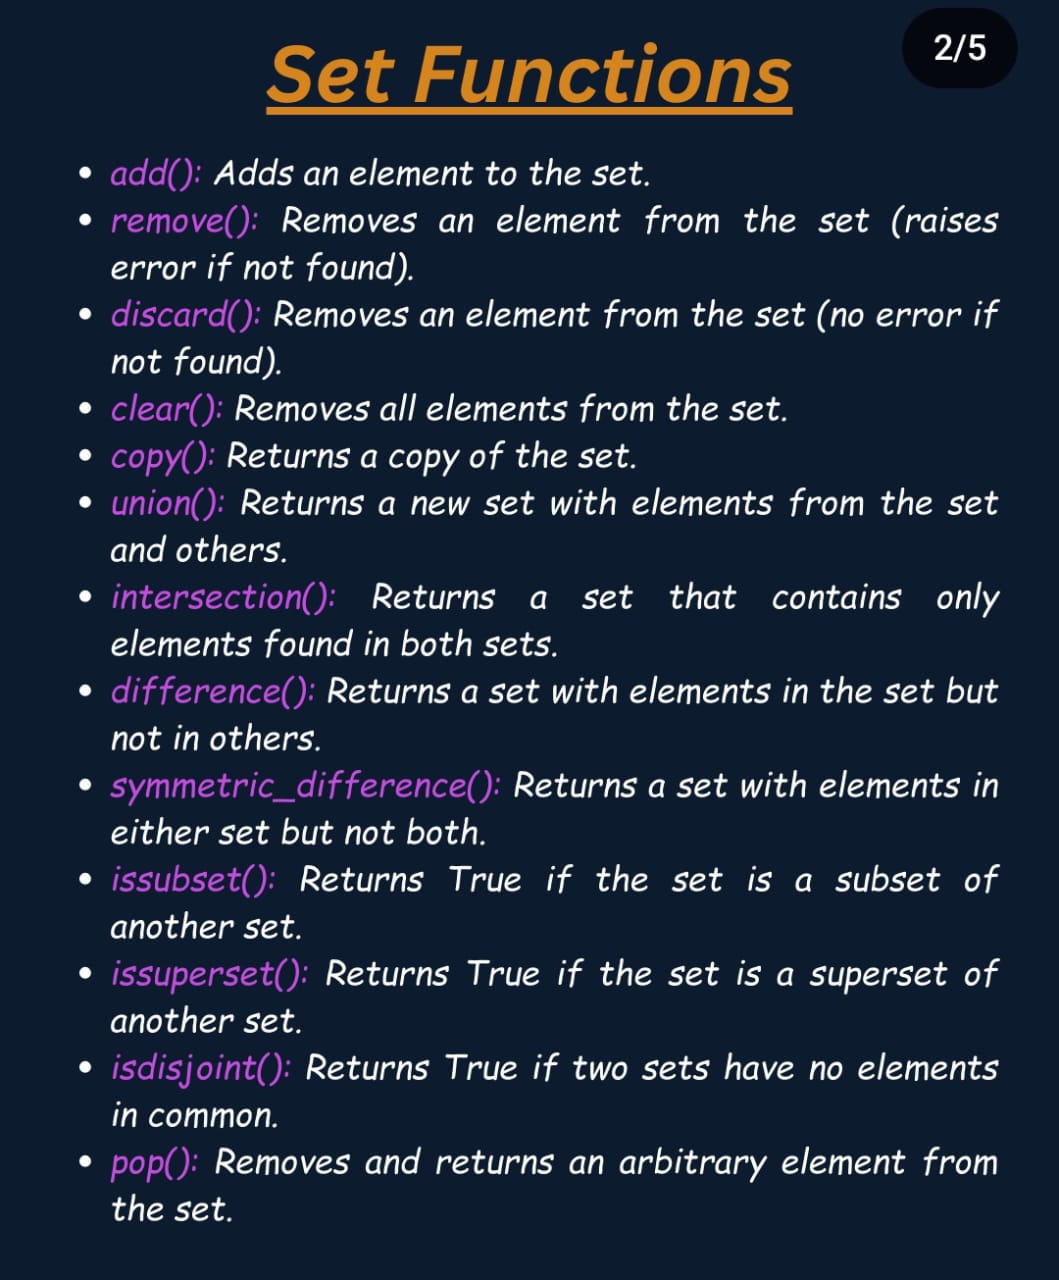 2/5
Set Functions
• add(): Adds an element to the set.
• remove(): Removes an element from the set (raises
error if not found).
• discard(): Removes an element from the set (no error if
not found).
• clear(): Removes all elements from the set.
• copy(): Returns a copy of the set.
• union(): Returns a new set with elements from the set
and others.
• intersection(): Returns a set that contains only
elements found in both sets.
• difference(): Returns a set with elements in the set but
not in others.
• symmetric_difference(): Returns a set with elements in
either set but not both.
• issubset(): Returns True if the set is a subset of
another set.
• issuperset(): Returns True if the set is a superset of
another set.
• isdisjoint(): Returns True if two sets have no elements
in common.
• pop(): Removes and returns an arbitrary element from
the set.